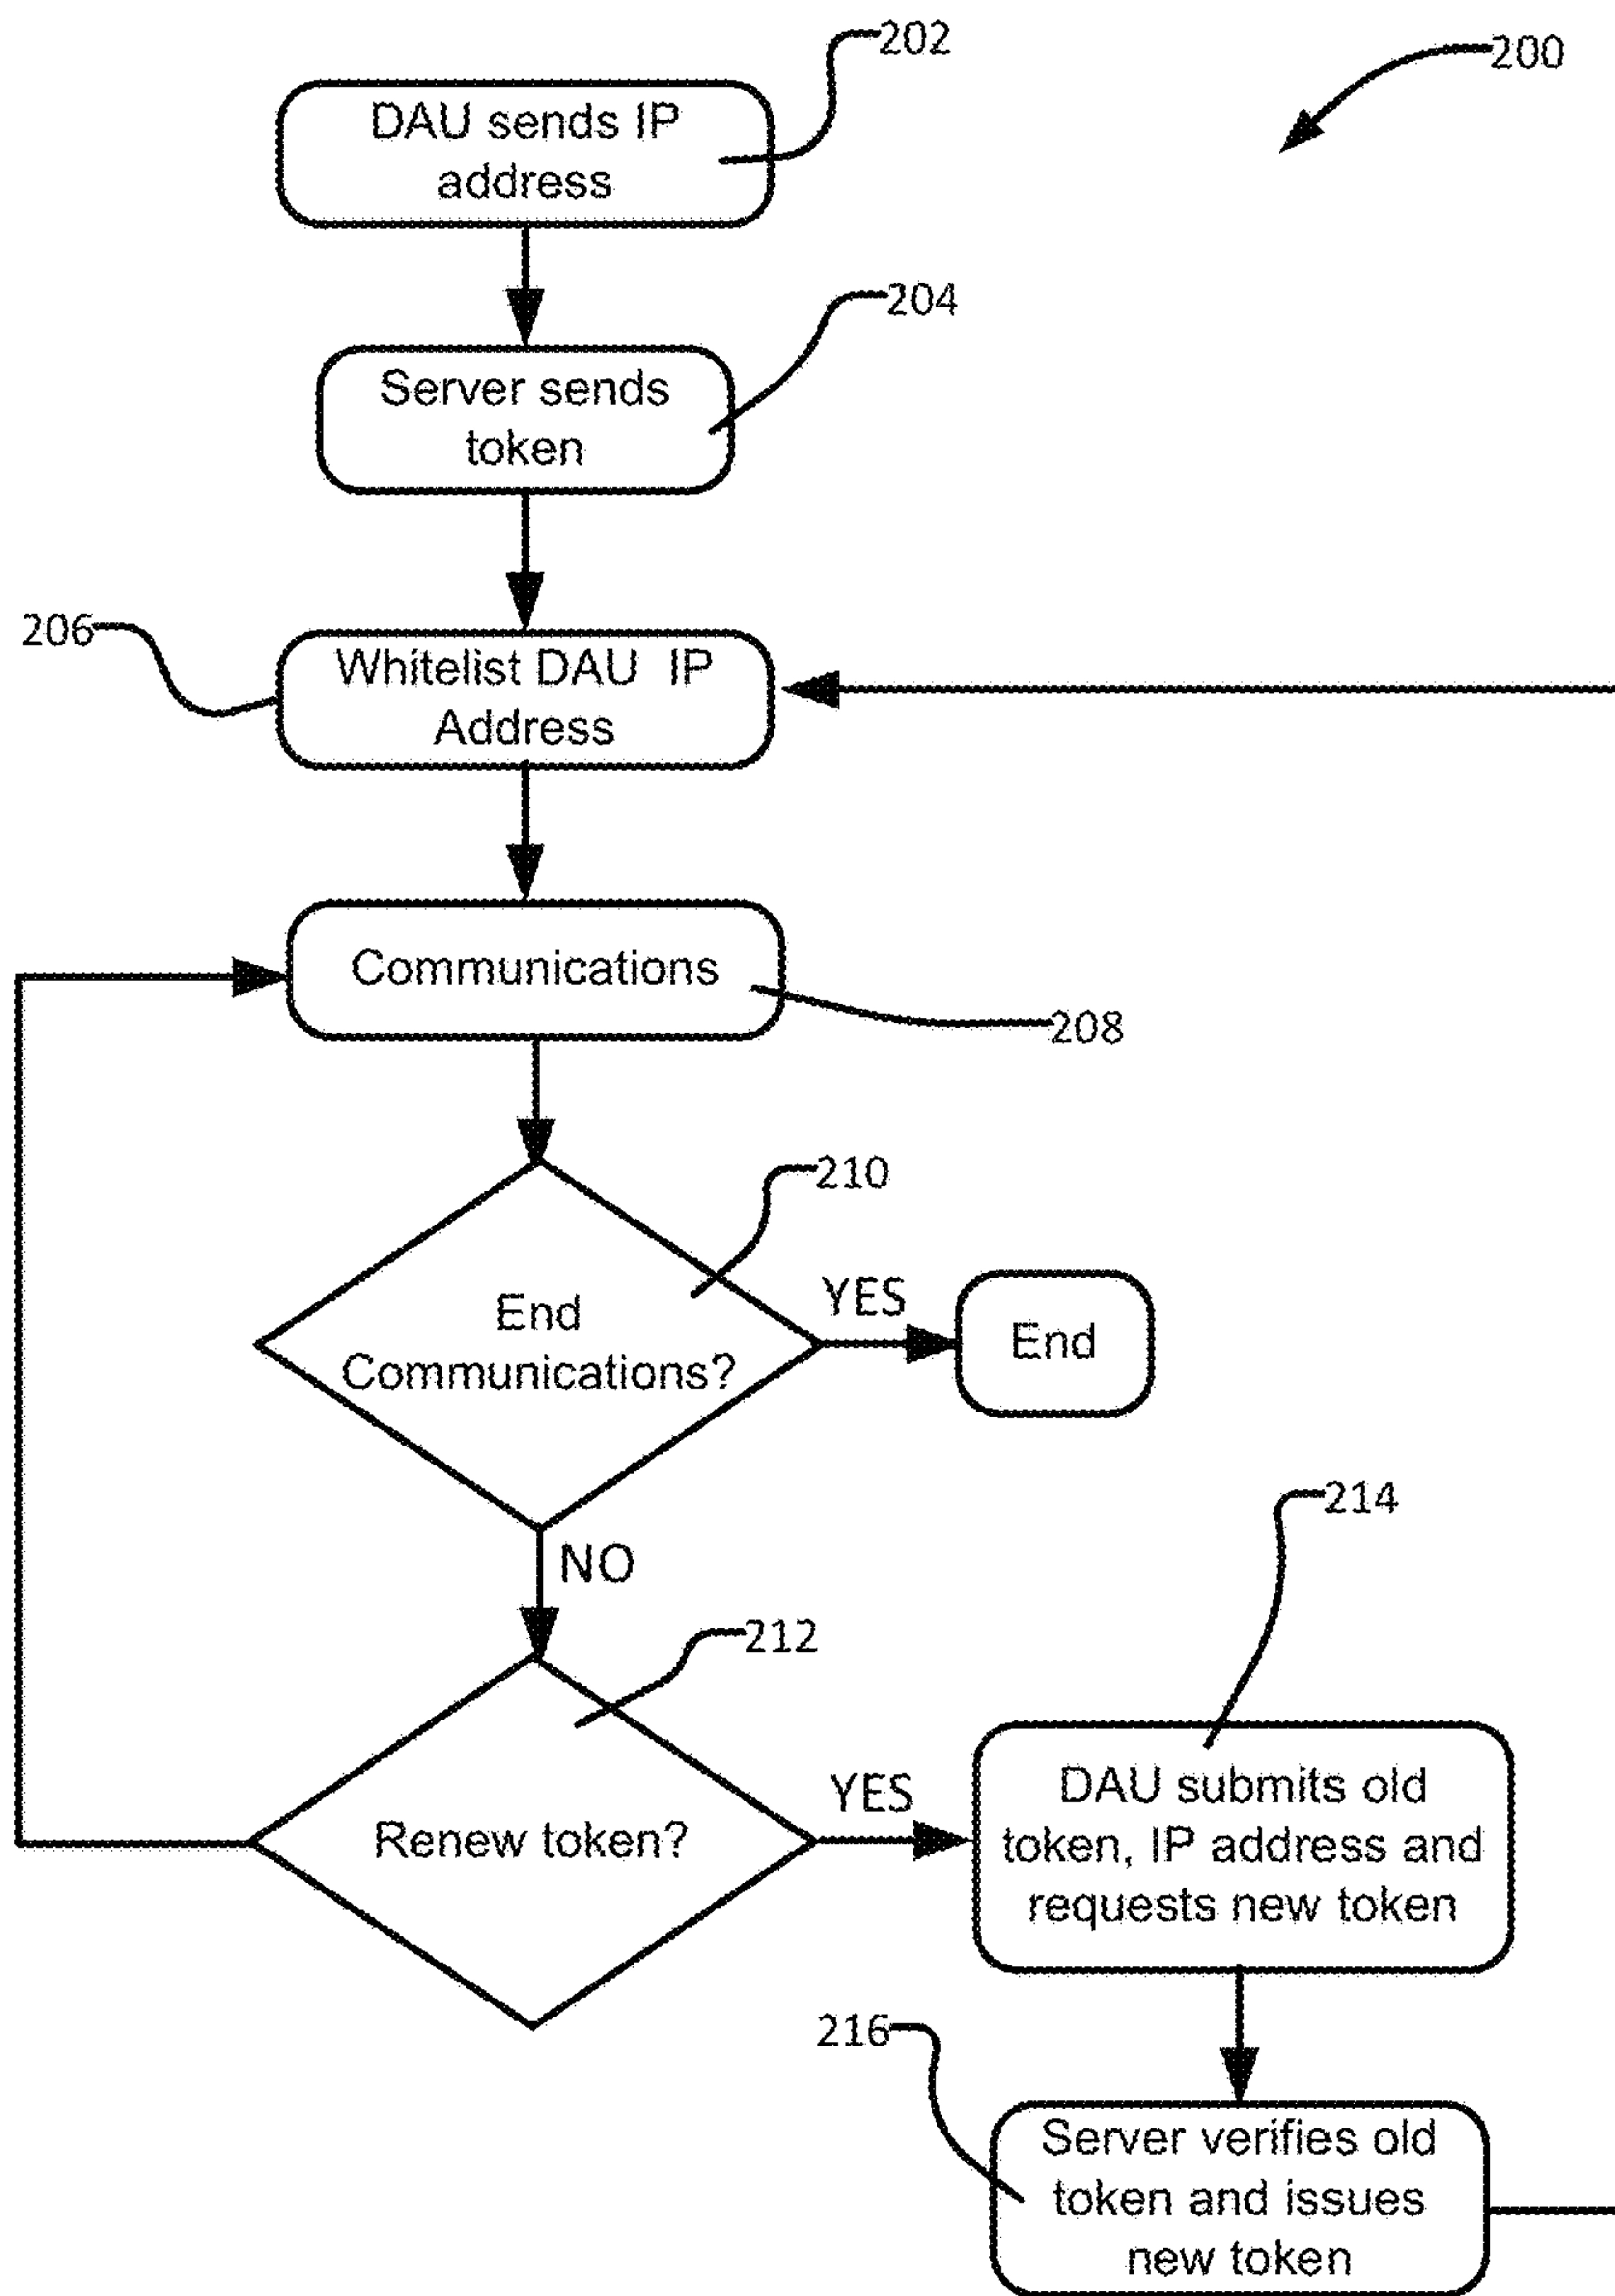 202
200
DAU sends IP
address
204
Server sends
token
206
Whitelist DAU IP
Address
Communications
208
210
End
Communications?
YES
End
NO
214
212
Renew token?
YES
DAU submits old
token, IP address and
requests new token
216
Server verifies old
token and issues
new token